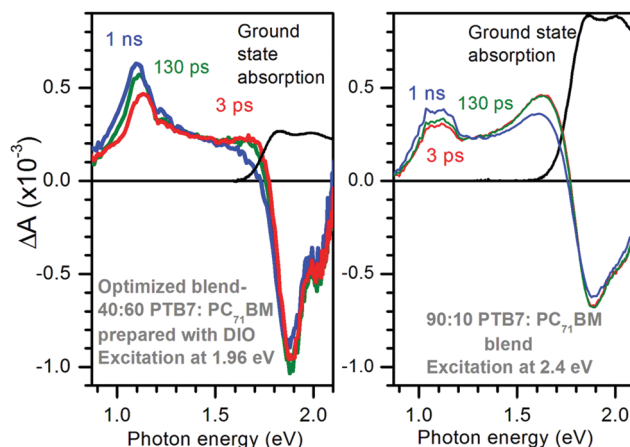 1 ns
130 ps
3 ps
Ground
state
absorption
0.5
0.0
-0.5
-1.0
ΔA (x10⁻³)
Optimized blend-
40:60 PTB7: PC₇₁BM
prepared with DIO
Excitation at 1.96 eV
1.0
1.5
2.0
Photon energy (eV)
Ground state
absorption
1 ns
130 ps
3 ps
0.5
0.0
-0.5
-1.0
90:10 PTB7: PC₇₁BM
blend
Excitation at 2.4 eV
1.0
1.5
2.0
Photon energy (eV)